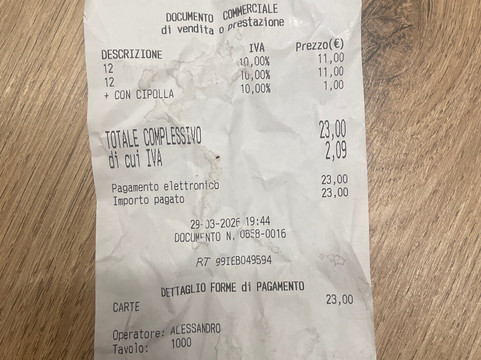 DOCUMENTO COMMERCIALE
di vendita o prestazione
DESCRIZIONE IVA Prezzo(€)
12 10,00% 11,00
12 10,00% 11,00
+ CON CIPOLLA 10,00% 1,00
TOTALE COMPLESSIVO 23,00
di cui IVA 2,09
Pagamento elettronico 23,00
Importo pagato 23,00
29-03-2026 19:44
DOCUMENTO N. 0858-0016
RT 99IEB049594
DETTAGLIO FORME di PAGAMENTO
CARTE 23,00
Operatore: ALESSANDRO
Tavolo: 1000